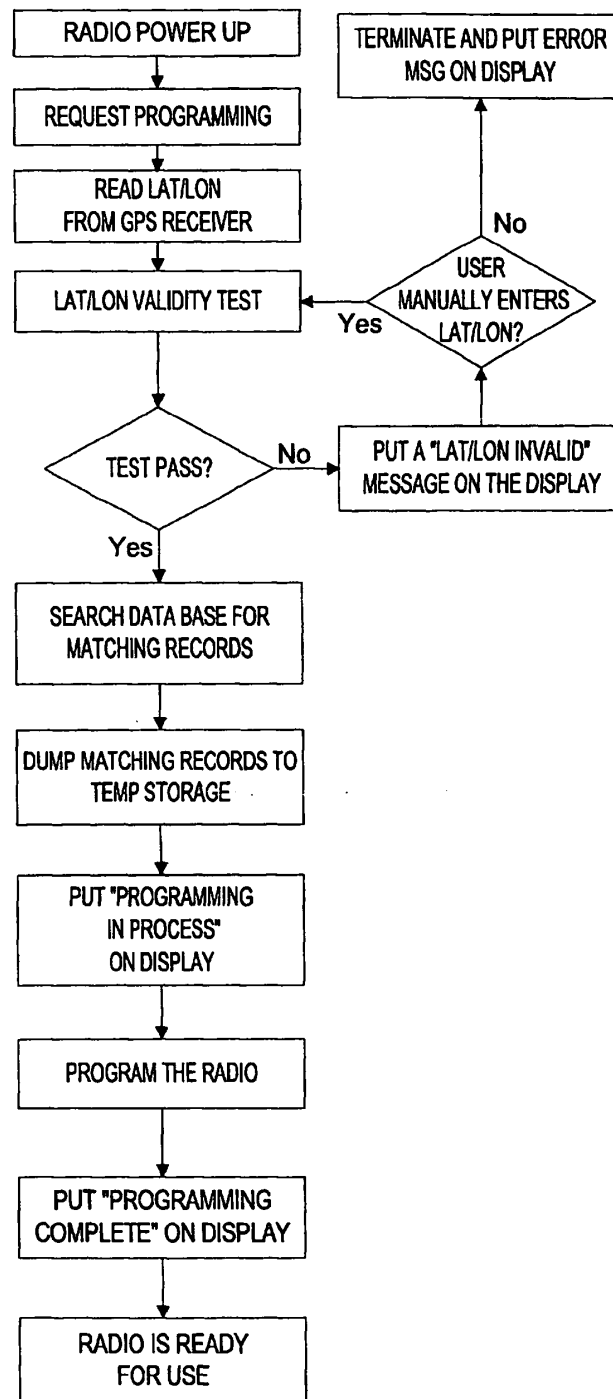 RADIO POWER UP
REQUEST PROGRAMMING
READ LAT/LON
FROM GPS RECEIVER
LAT/LON VALIDITY TEST
TEST PASS?
No
PUT A "LAT/LON INVALID"
MESSAGE ON THE DISPLAY
USER
MANUALLY ENTERS
LAT/LON?
Yes
No
TERMINATE AND PUT ERROR
MSG ON DISPLAY
Yes
SEARCH DATA BASE FOR
MATCHING RECORDS
DUMP MATCHING RECORDS TO
TEMP STORAGE
PUT "PROGRAMMING
IN PROCESS"
ON DISPLAY
PROGRAM THE RADIO
PUT "PROGRAMMING
COMPLETE" ON DISPLAY
RADIO IS READY
FOR USE